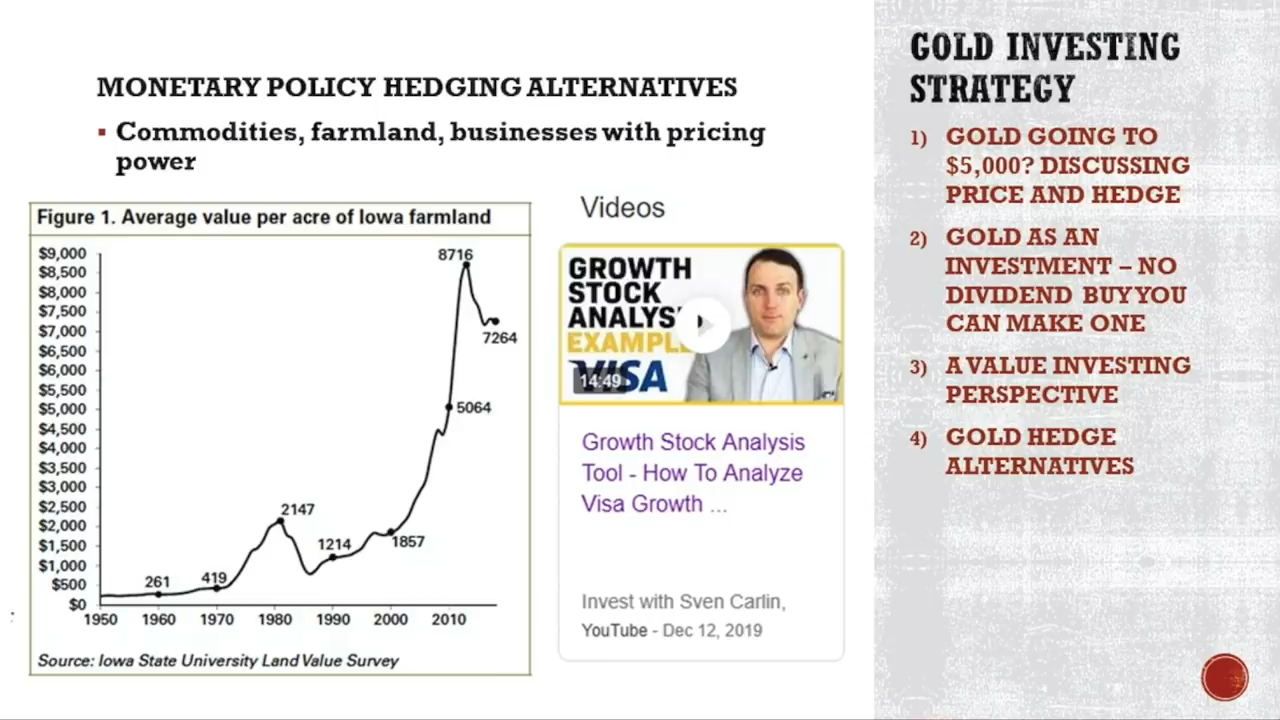 MONETARY POLICY HEDGING ALTERNATIVES
Commodities, farmland, businesses with pricing
power
Figure 1. Average value per acre of Iowa farmland
$9,000
$8,500
$8,000
$7,500
$7,000
$6,500
$6,000
$5,500
$5,000
$4,500
$4,000
$3,500
$3,000
$2,500
$2,000
$1,500
$1,000
$500
$0
8716
7264
5064
2147
1214
1857
261
419
1950 1960 1970 1980 1990 2000 2010
Source: Iowa State University Land Value Survey
Videos
GROWTH
STOCK
EXAMPLE
VISA
14:49
Growth Stock Analysis
Tool - How To Analyze
Visa Growth ...
Invest with Sven Carlin,
YouTube - Dec 12, 2019
GOLD INVESTING
STRATEGY
1) GOLD GOING TO
$5,000? DISCUSSING
PRICE AND HEDGE
2) GOLD AS AN
INVESTMENT – NO
DIVIDEND BUY YOU
CAN MAKE ONE
3) A VALUE INVESTING
PERSPECTIVE
4) GOLD HEDGE
ALTERNATIVES